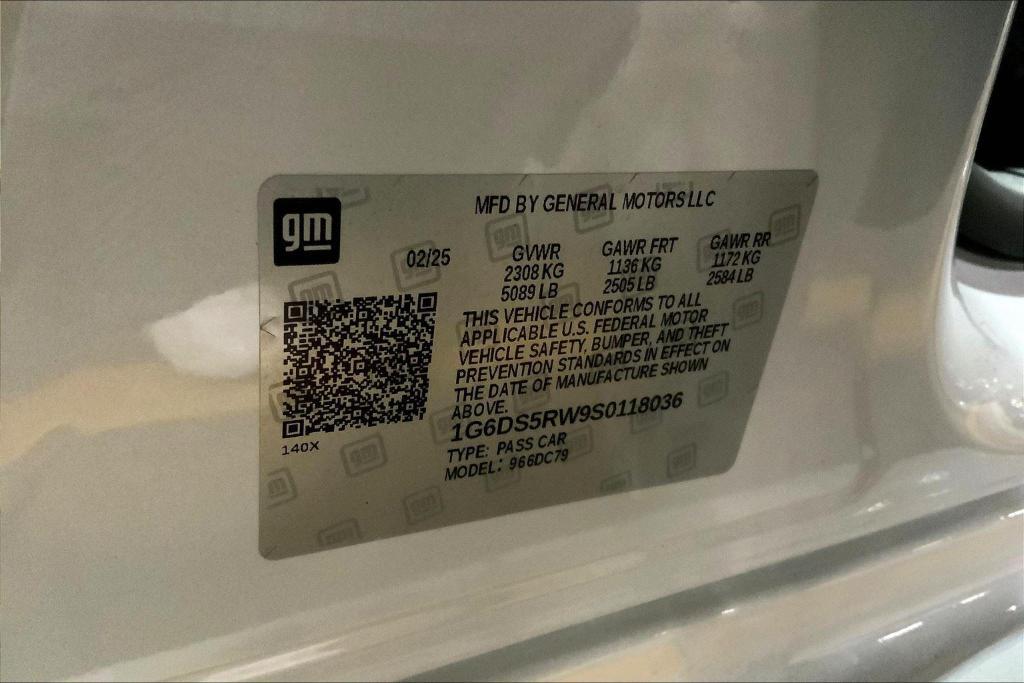 gm
MFD BY GENERAL MOTORS LLC
02/25
GVWR
2308 KG
5089 LB
GAWR FRT
1136 KG
2505 LB
GAWR RR
1172 KG
2584 LB
THIS VEHICLE CONFORMS TO ALL
APPLICABLE U.S. FEDERAL MOTOR
VEHICLE SAFETY, BUMPER, AND THEFT
PREVENTION STANDARDS IN EFFECT ON
THE DATE OF MANUFACTURE SHOWN
ABOVE.
1G6DS5RW9S0118036
TYPE: PASS CAR
MODEL: 966DC79
140X